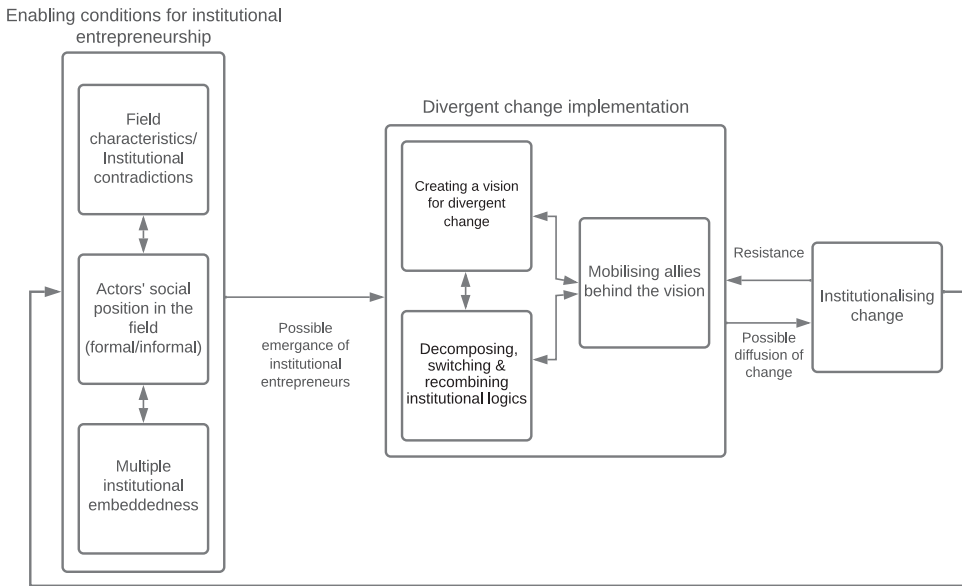 Enabling conditions for institutional
entrepreneurship
Field
characteristics/
Institutional
contradictions
Actors' social
position in the
field
(formal/informal)
Multiple
institutional
embeddedness
Possible
emergance of
institutional
entrepreneurs
Divergent change implementation
Creating a vision
for divergent
change
Decomposing,
switching &
recombining
institutional logics
Mobilising allies
behind the vision
Resistance
Possible
diffusion of
change
Institutionalising
change